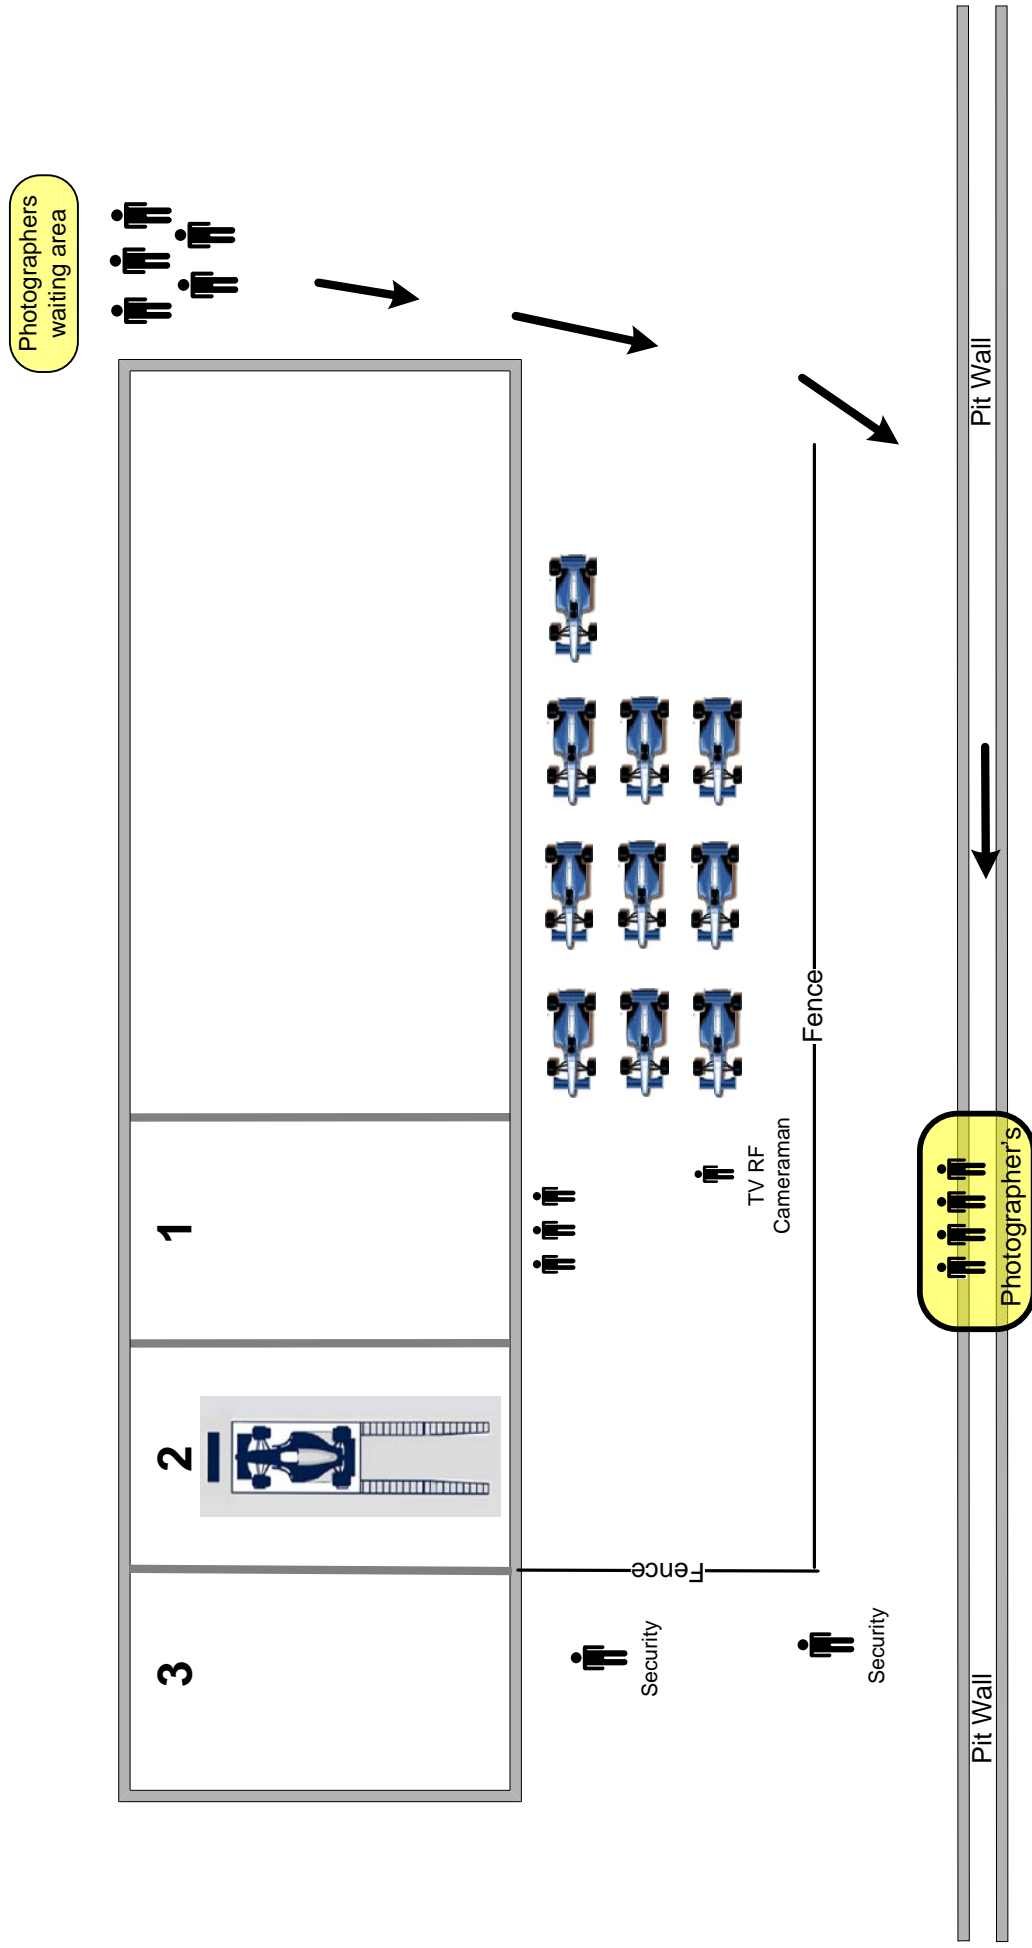 Photographers
waiting area
Pit Wall
1
2
3
TV RF
Cameraman
Fence
Fence
Security
Security
Photographer’s
Pit Wall